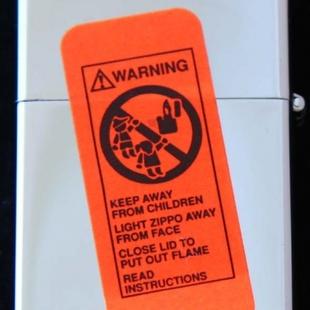 WARNING
KEEP AWAY
FROM CHILDREN
LIGHT ZIPPO AWAY
FROM FACE
CLOSE LID TO
PUT OUT FLAME
READ
INSTRUCTIONS